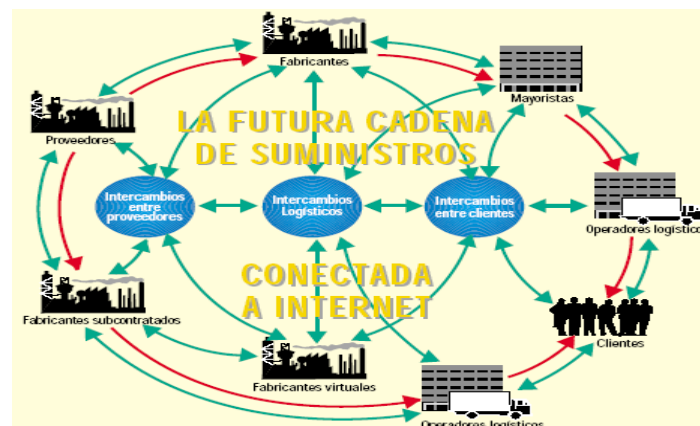 Fabricantes
Mayoristas
Proveedores
LA FUTURA CADENA
DE SUMINISTROS
Intercambios
entre
proveedores
Intercambios
Logísticos
Intercambios
entre clientes
Operadores logísticos
CONECTADA
A INTERNET
Fabricantes subcontratados
Clientes
Fabricantes virtuales
Operadores logísticos